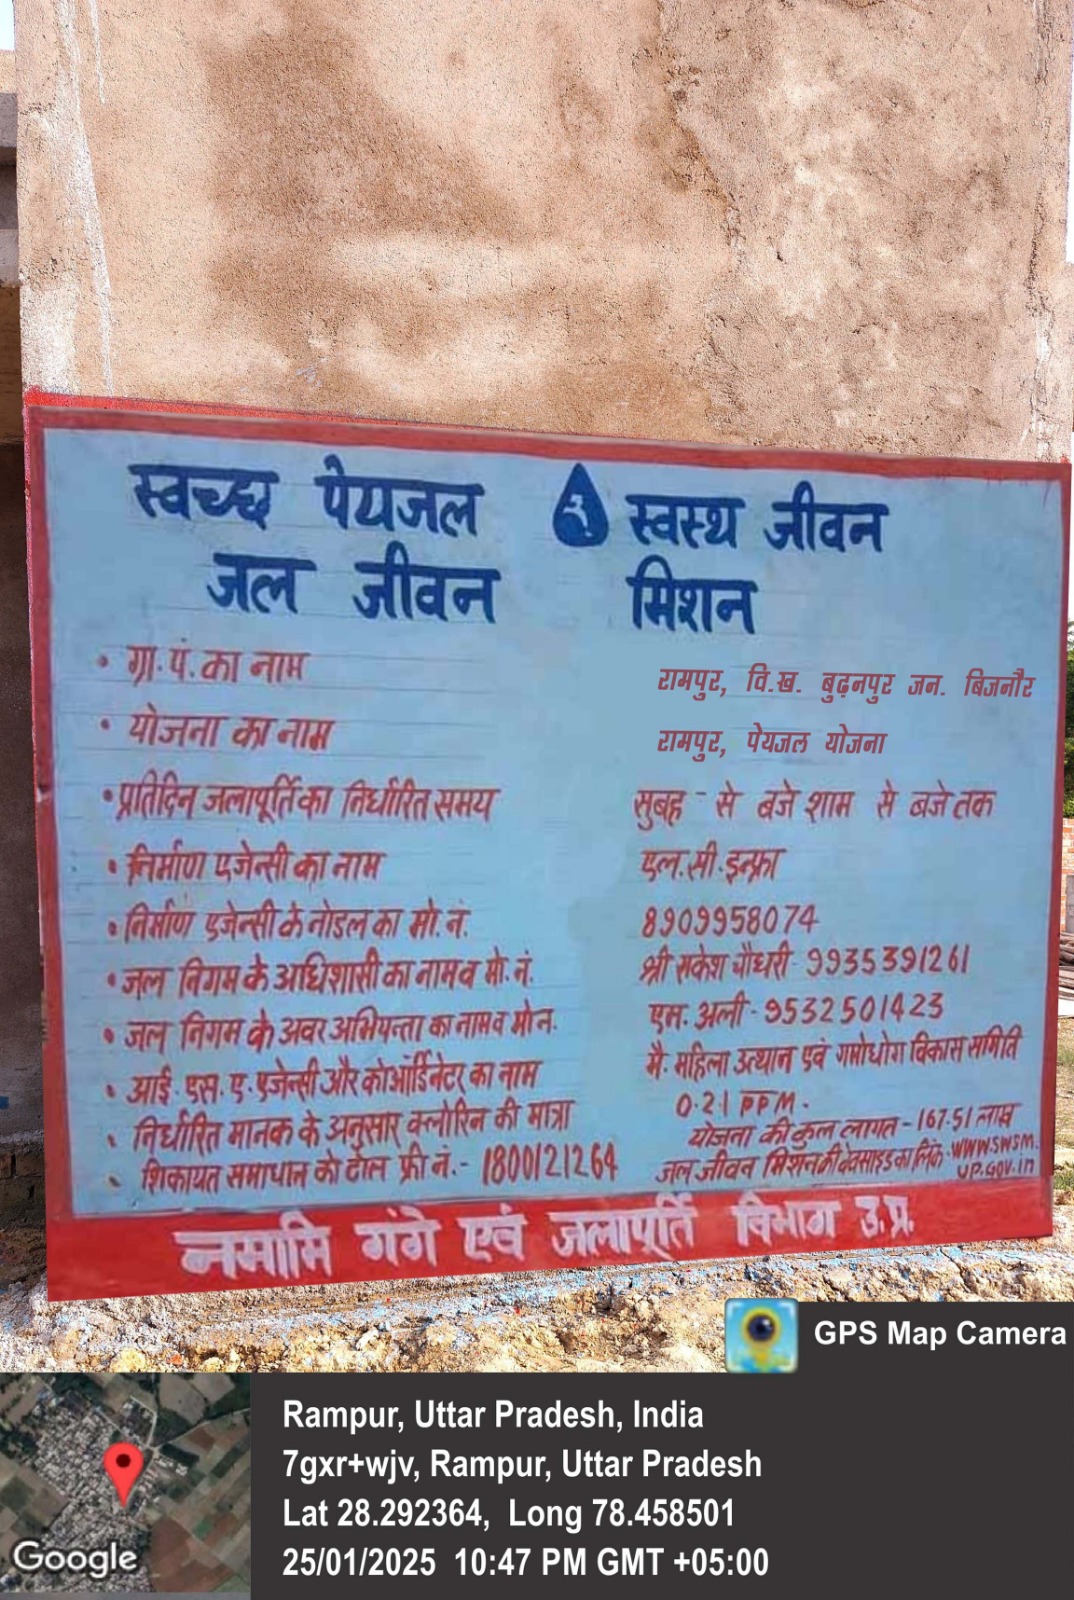 स्वच्छ पेयजल स्वस्थ जीवन
जल जीवन मिशन
• ग्रा. पं. का नाम रामपुर, वि.ख. बुढ़नपुर जन. बिजनौर
• योजना का नाम रामपुर, पेयजल योजना
• प्रतिदिन जलापूर्ति का निर्धारित समय सुबह - से बजे शाम से बजे तक
• निर्माण एजेन्सी का नाम एल.सी.इन्फ्रा
• निर्माण एजेन्सी के नोडल का मो.नं. 8909958074
• जल निगम के अधिशासी का नाम व मो.नं. श्री राकेश चौधरी 9935391261
• जल निगम के अवर अभियन्ता का नाम व मो.न. एम. अली - 9532501423
• आई. एस. ए. एजेन्सी और कोऑर्डिनेटर का नाम मै. महिला उत्थान एवं गमोधोग विकास समिति
• निर्धारित मानक के अनुसार क्लोरिन की मात्रा 0.21 PPM.
योजना की कुल लागत - 167.51 लाख
• शिकायत समाधान को टोल फ्री नं. - 1800121264
जल जीवन मिशन की वेवसाइड का लिंक - www.swsm.
up.gov.in
नमामि गंगे एवं जलापूर्ति विभाग उ.प्र.
GPS Map Camera
Rampur, Uttar Pradesh, India
7gxr+wjv, Rampur, Uttar Pradesh
Lat 28.292364, Long 78.458501
25/01/2025 10:47 PM GMT +05:00
Google